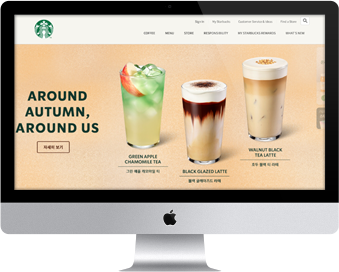 Sign In
My Starbucks
Customer Service & Ideas
Find a Store
COFFEE
MENU
STORE
RESPONSIBILITY
MY STARBUCKS REWARDS
WHAT'S NEW
AROUND
AUTUMN,
AROUND US
자세히 보기
GREEN APPLE
CHAMOMILE TEA
그린 애플 캐모마일 티
BLACK GLAZED LATTE
블랙 글레이즈드 라떼
WALNUT BLACK
TEA LATTE
호두 블랙 티 라떼